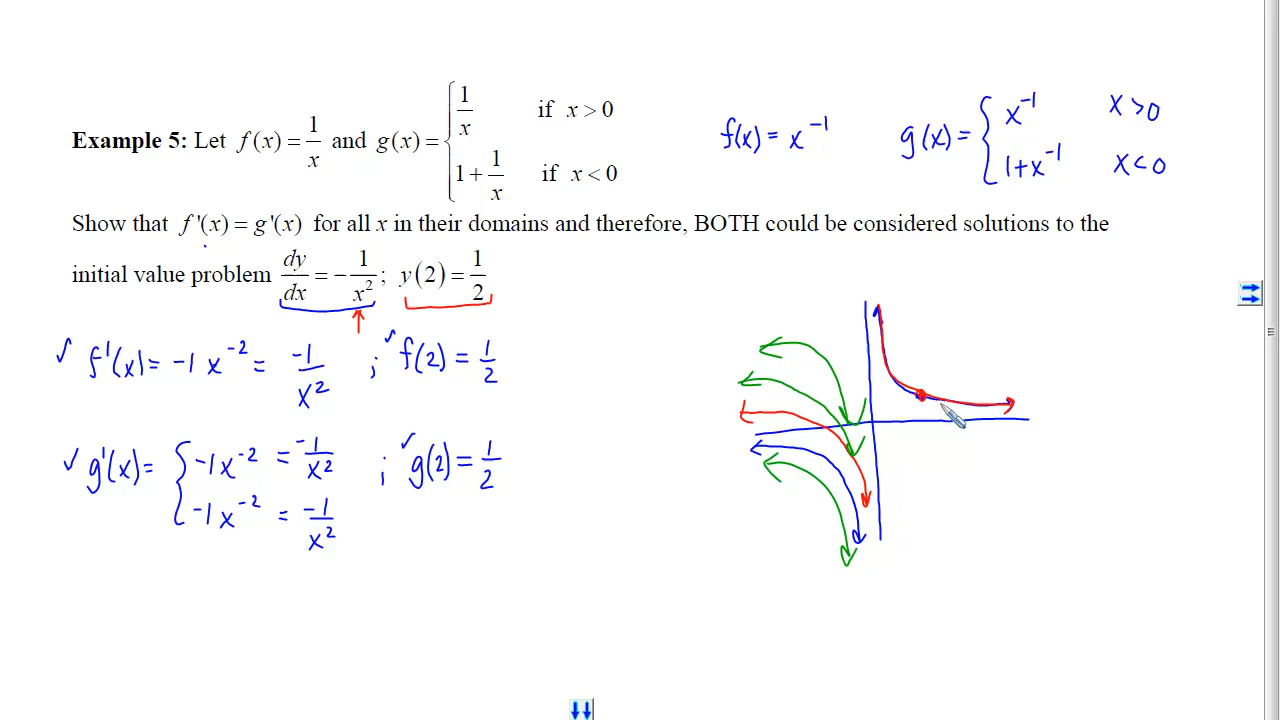 Example 5: Let f(x) = 1/x and g(x) = { 1/x if x > 0
1 + 1/x if x < 0
f(x) = x⁻¹ g(x) = { x⁻¹ x > 0
1 + x⁻¹ x < 0
Show that f'(x) = g'(x) for all x in their domains and therefore, BOTH could be considered solutions to the
initial value problem dy/dx = −1/x²; y(2) = 1/2
✓ f'(x) = −1x⁻² = −1/x² ; ✓ f(2) = 1/2
✓ g'(x) = { −1x⁻² = −1/x² ; ✓ g(2) = 1/2
−1x⁻² = −1/x²